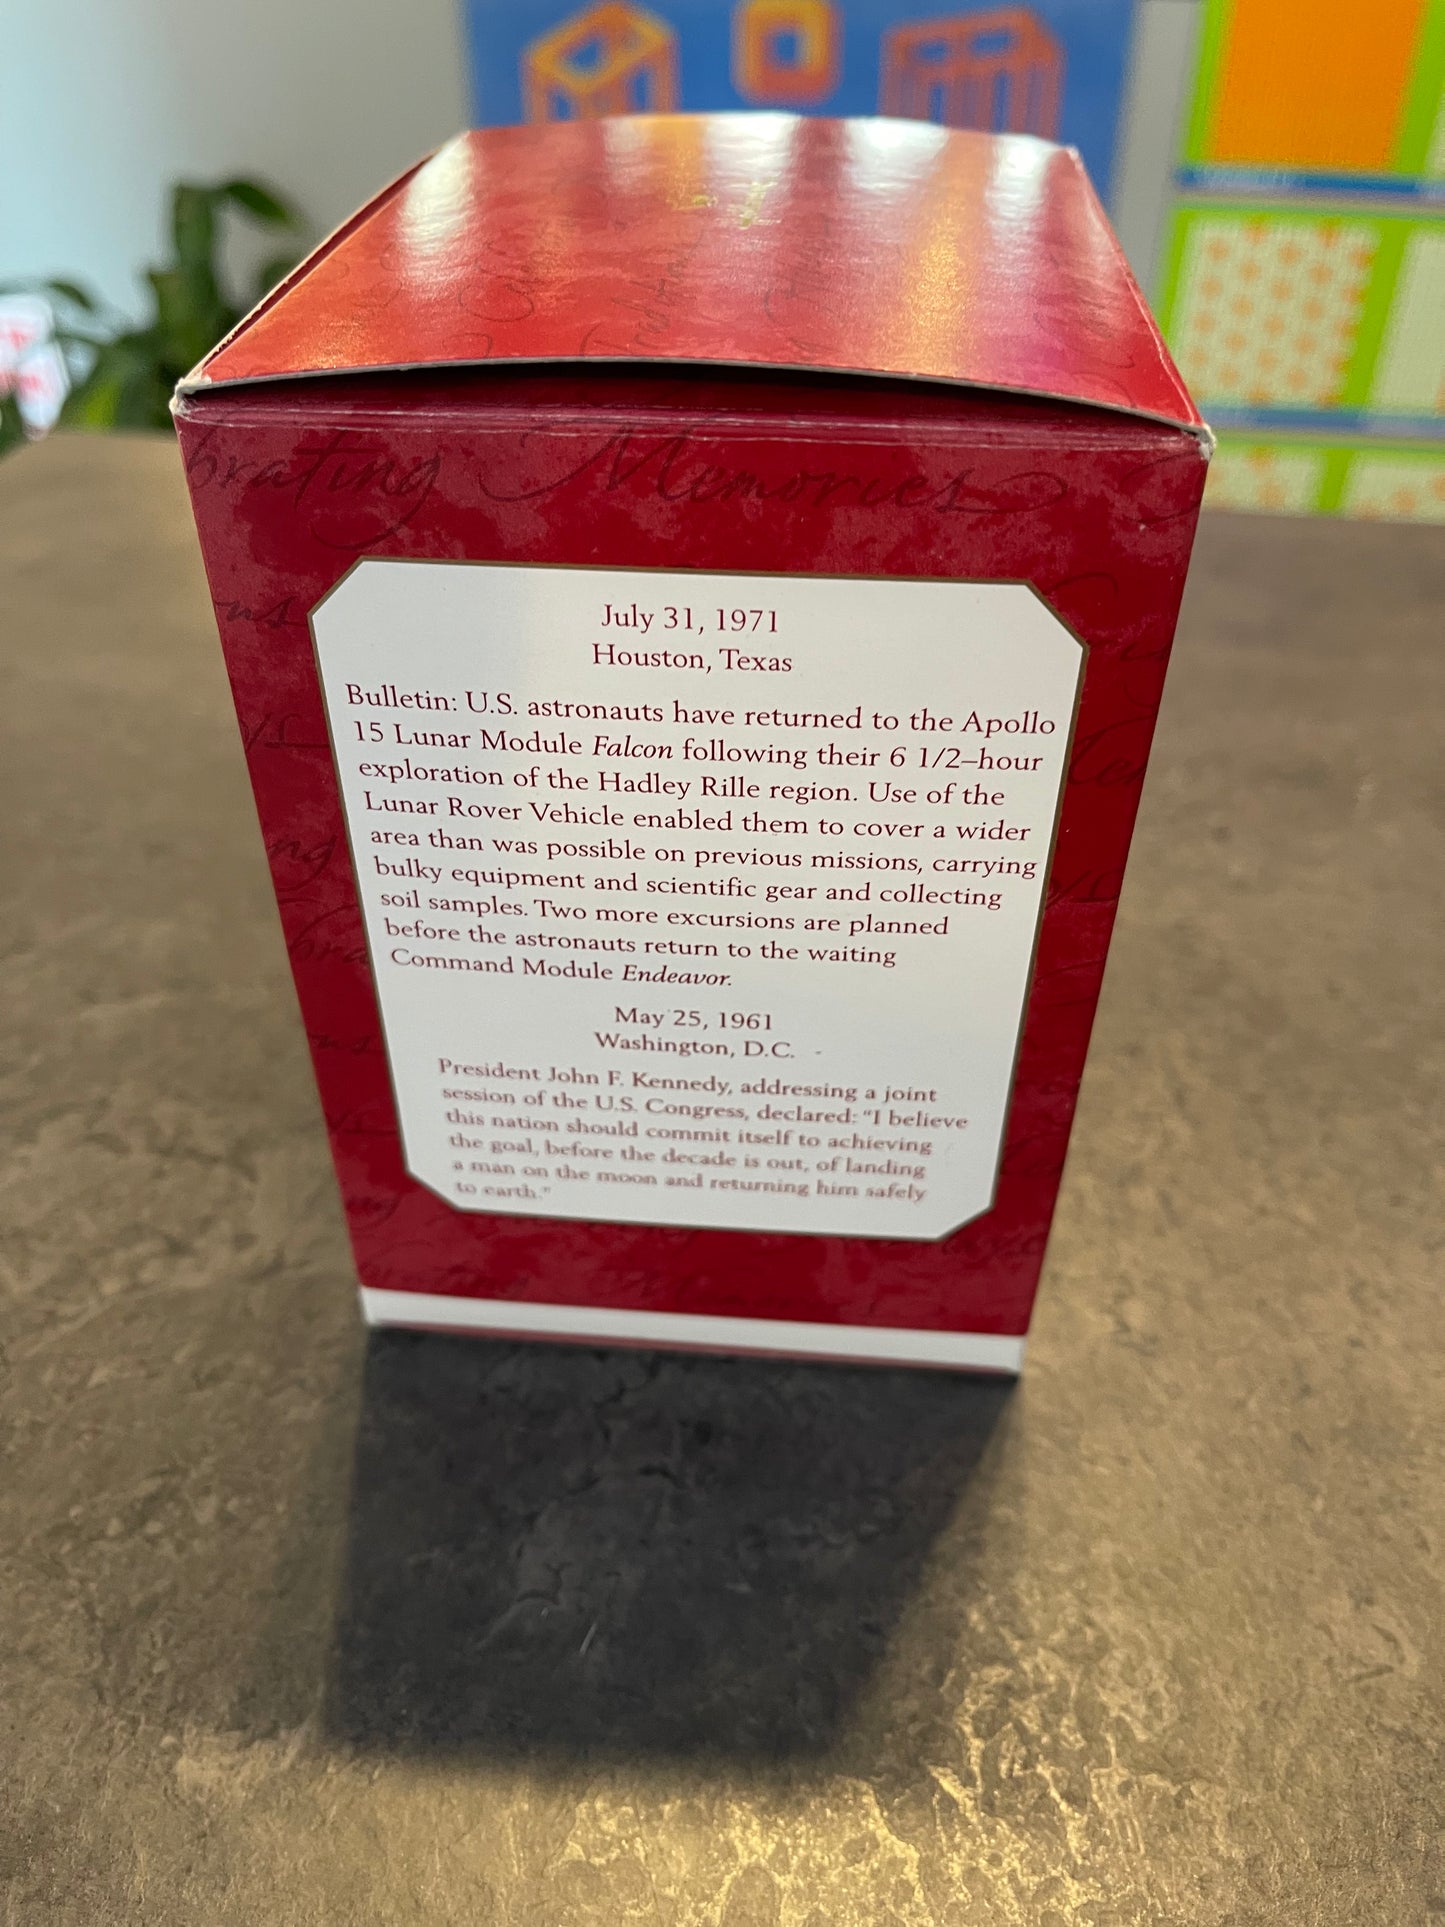 brating Memories
July 31, 1971
Houston, Texas
Bulletin: U.S. astronauts have returned to the Apollo
15 Lunar Module Falcon following their 6 1/2–hour
exploration of the Hadley Rille region. Use of the
Lunar Rover Vehicle enabled them to cover a wider
area than was possible on previous missions, carrying
bulky equipment and scientific gear and collecting
soil samples. Two more excursions are planned
before the astronauts return to the waiting
Command Module Endeavor.
May 25, 1961
Washington, D.C.
President John F. Kennedy, addressing a joint
session of the U.S. Congress, declared: “I believe
this nation should commit itself to achieving
the goal, before the decade is out, of landing
a man on the moon and returning him safely
to earth.”